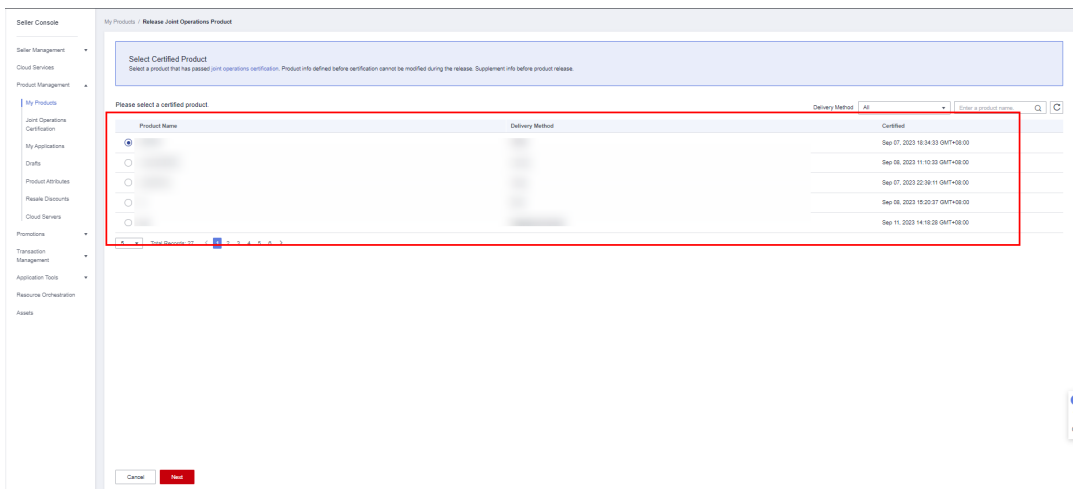 Seller Console
My Products / Release Joint Operations Product
Seller Management
Cloud Services
Product Management
My Products
Joint Operations
Certification
My Applications
Drafts
Product Attributes
Resale Discounts
Cloud Servers
Promotions
Transaction
Management
Application Tools
Resource Orchestration
Assets
Select Certified Product
Select a product that has passed joint operations certification. Product info defined before certification cannot be modified during the release. Supplement info before product release.
Please select a certified product.
Delivery Method All Enter a product name.
Product Name Delivery Method Certified
Sep 07, 2023 18:34:33 GMT+08:00
Sep 08, 2023 11:10:33 GMT+08:00
Sep 07, 2023 22:39:11 GMT+08:00
Sep 08, 2023 15:20:37 GMT+08:00
Sep 11, 2023 14:18:28 GMT+08:00
5 Total Records: 27 < 1 2 3 4 5 6 >
Cancel Next